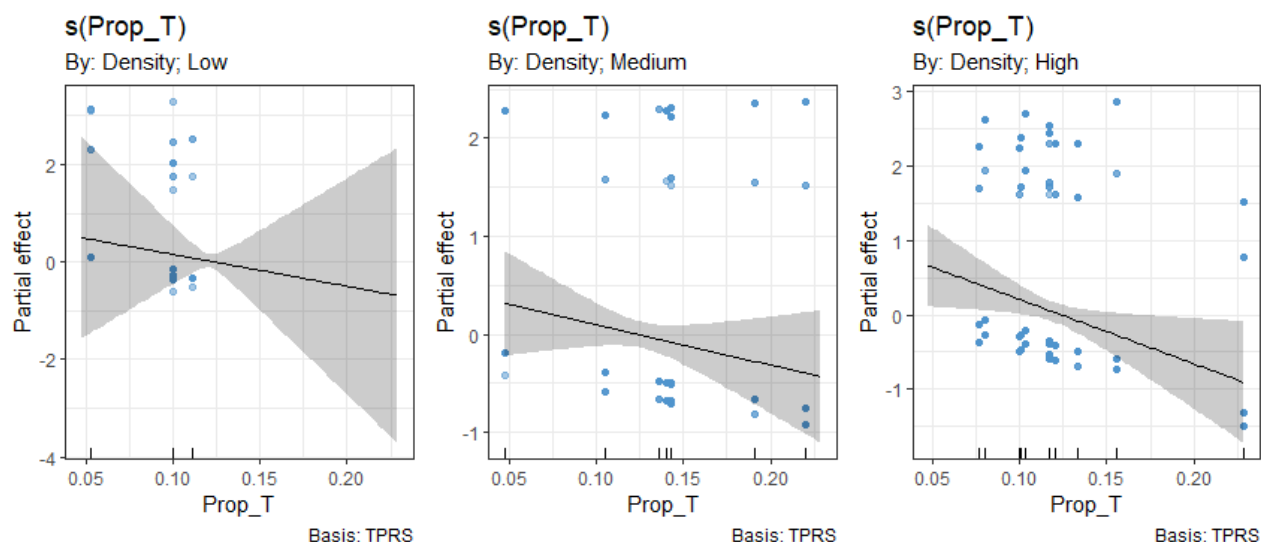 s(Prop_T)
By: Density; Low
Partial effect
2
0
-2
-4
0.05 0.10 0.15 0.20
Prop_T
Basis: TPRS
s(Prop_T)
By: Density; Medium
Partial effect
2
1
0
-1
0.05 0.10 0.15 0.20
Prop_T
Basis: TPRS
s(Prop_T)
By: Density; High
Partial effect
3
2
1
0
-1
0.05 0.10 0.15 0.20
Prop_T
Basis: TPRS